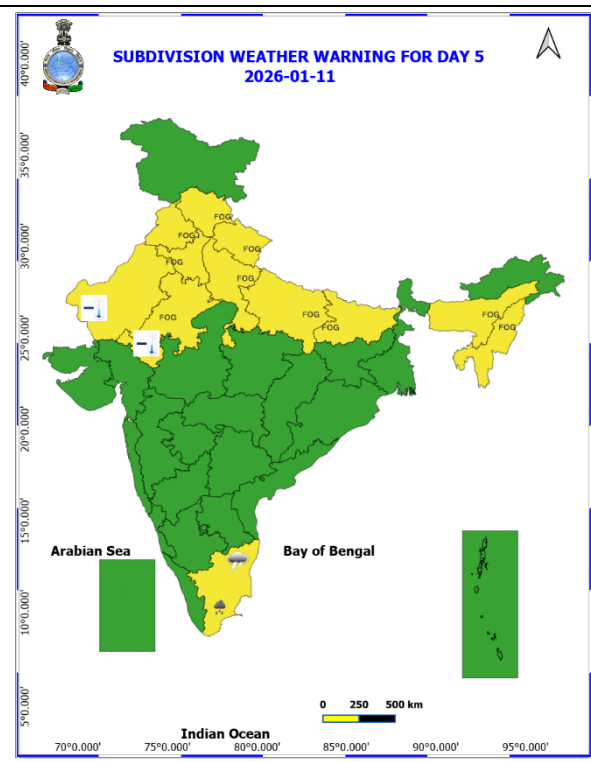 SUBDIVISION WEATHER WARNING FOR DAY 5
2026-01-11
40°0.000'
35°0.000'
30°0.000'
25°0.000'
20°0.000'
15°0.000'
10°0.000'
5°0.000'
FOG
FOG
FOG
FOG
FOG
FOG
FOG
FOG
FOG
FOG
Arabian Sea
Bay of Bengal
0 250 500 km
Indian Ocean
70°0.000' 75°0.000' 80°0.000' 85°0.000' 90°0.000' 95°0.000'